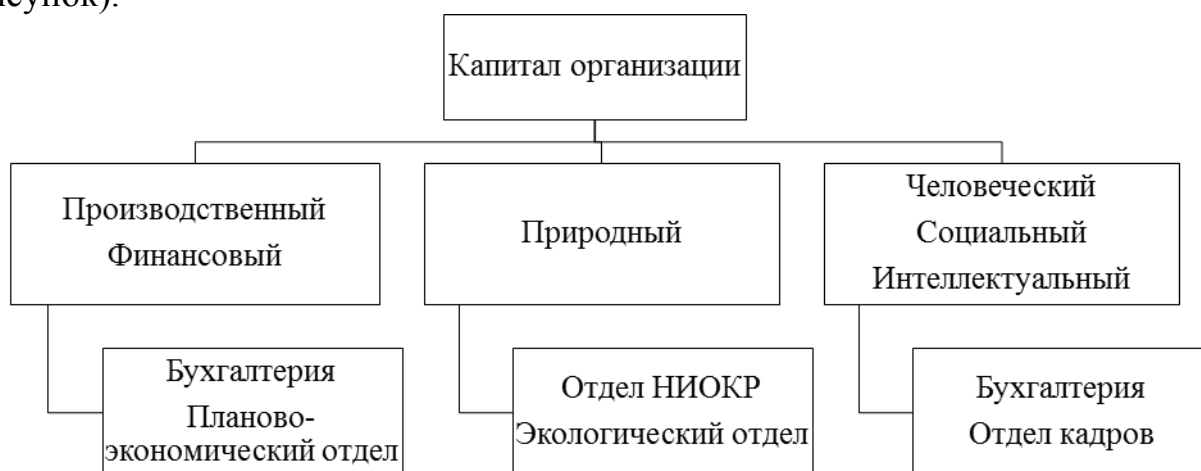 исунок).
Капитал организации
Производственный
Финансовый
Природный
Человеческий
Социальный
Интеллектуальный
Бухгалтерия
Планово-
экономический отдел
Отдел НИОКР
Экологический отдел
Бухгалтерия
Отдел кадров